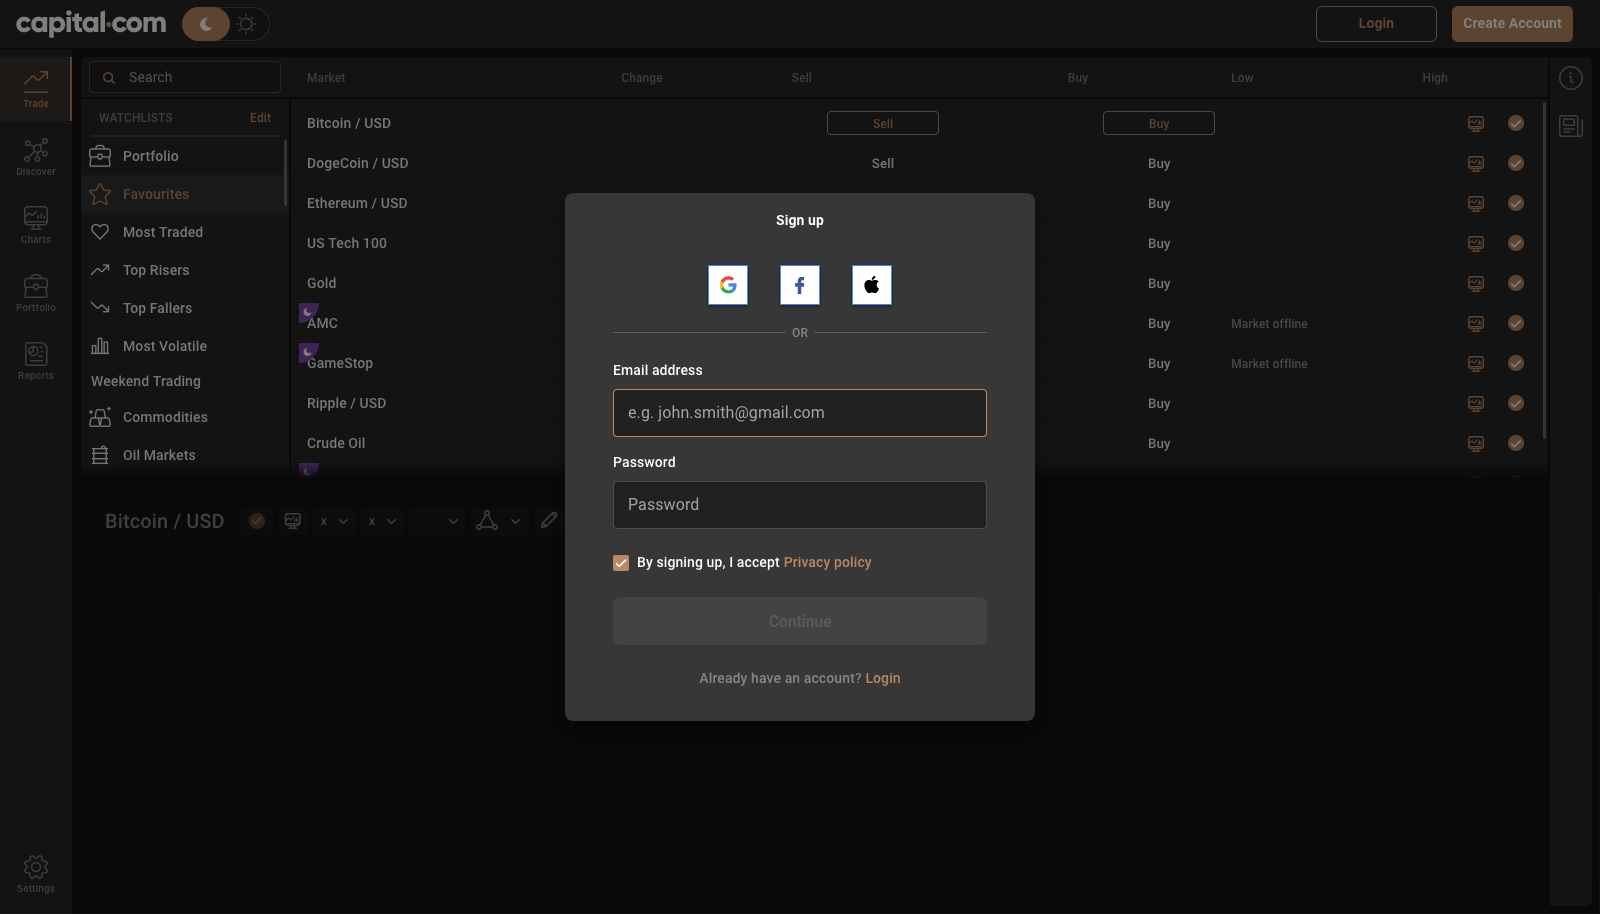 capital.com
Login
Create Account
Trade
Discover
Charts
Portfolio
Reports
Settings
Search
WATCHLISTS Edit
Portfolio
Favourites
Most Traded
Top Risers
Top Fallers
Most Volatile
Weekend Trading
Commodities
Oil Markets
Market Change Sell Buy Low High
Bitcoin / USD Sell Buy
DogeCoin / USD Sell Buy
Ethereum / USD Buy
US Tech 100 Buy
Gold Buy
AMC Buy Market offline
GameStop Buy Market offline
Ripple / USD Buy
Crude Oil Buy
Bitcoin / USD x x
Sign up
OR
Email address
e.g. john.smith@gmail.com
Password
Password
By signing up, I accept Privacy policy
Continue
Already have an account? Login